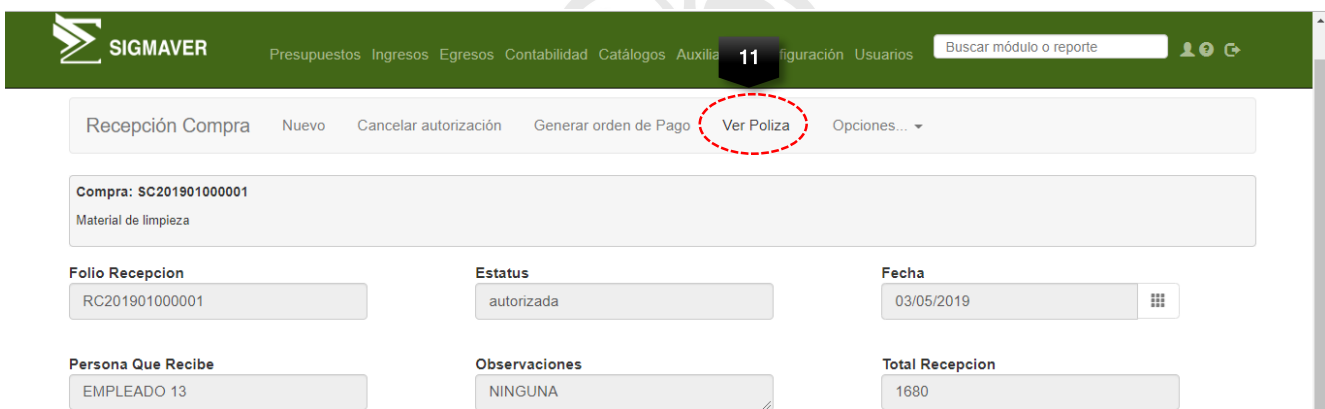 SIGMAVER
Presupuestos Ingresos Egresos Contabilidad Catálogos Auxilia 11 figuración Usuarios Buscar módulo o reporte
Recepción Compra Nuevo Cancelar autorización Generar orden de Pago Ver Poliza Opciones...
Compra: SC201901000001
Material de limpieza
Folio Recepcion Estatus Fecha
RC201901000001 autorizada 03/05/2019
Persona Que Recibe Observaciones Total Recepcion
EMPLEADO 13 NINGUNA 1680